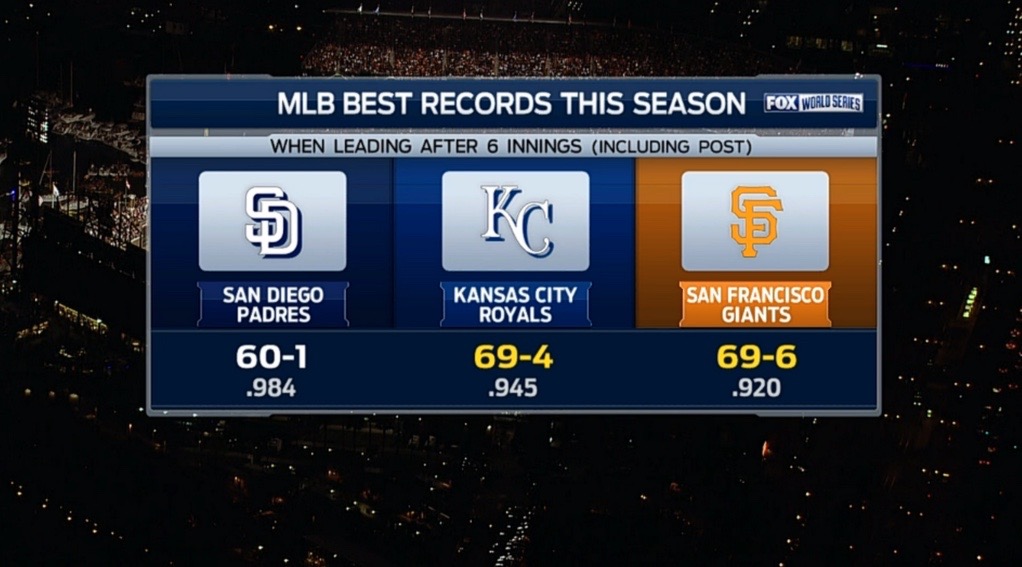 MLB BEST RECORDS THIS SEASON
FOX WORLD SERIES
WHEN LEADING AFTER 6 INNINGS (INCLUDING POST)
SD
KC
SF
SAN DIEGO
PADRES
KANSAS CITY
ROYALS
SAN FRANCISCO
GIANTS
60-1
69-4
69-6
.984
.945
.920